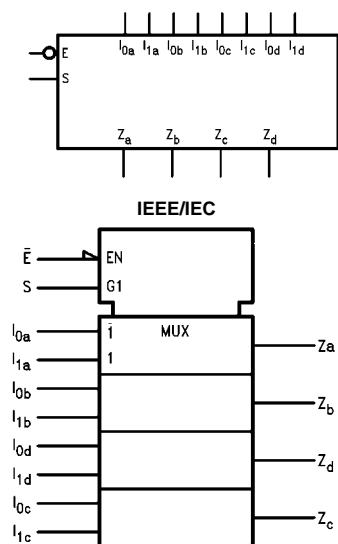 I0a I1a I0b I1b I0c I1c I0d I1d
E
S
Za Zb Zc Zd
IEEE/IEC
Ē EN
S G1
I0a 1̄ MUX
Za
I1a 1
I0b
Zb
I1b
I0d
Zd
I1d
I0c
Zc
I1c